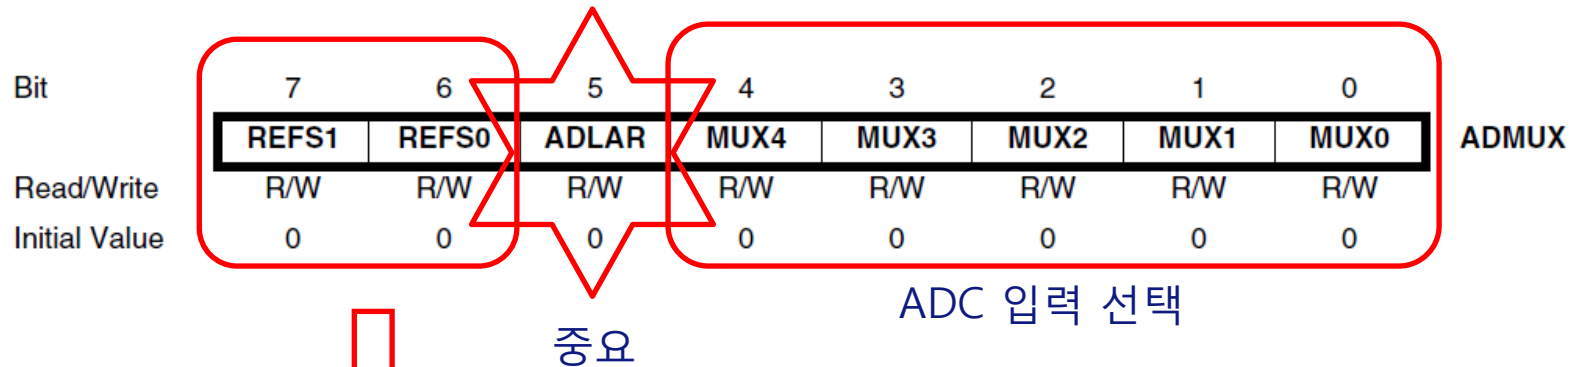 Bit 7 6 5 4 3 2 1 0
REFS1 REFS0 ADLAR MUX4 MUX3 MUX2 MUX1 MUX0 ADMUX
Read/Write R/W R/W R/W R/W R/W R/W R/W R/W
Initial Value 0 0 0 0 0 0 0 0
ADC 입력 선택
중요